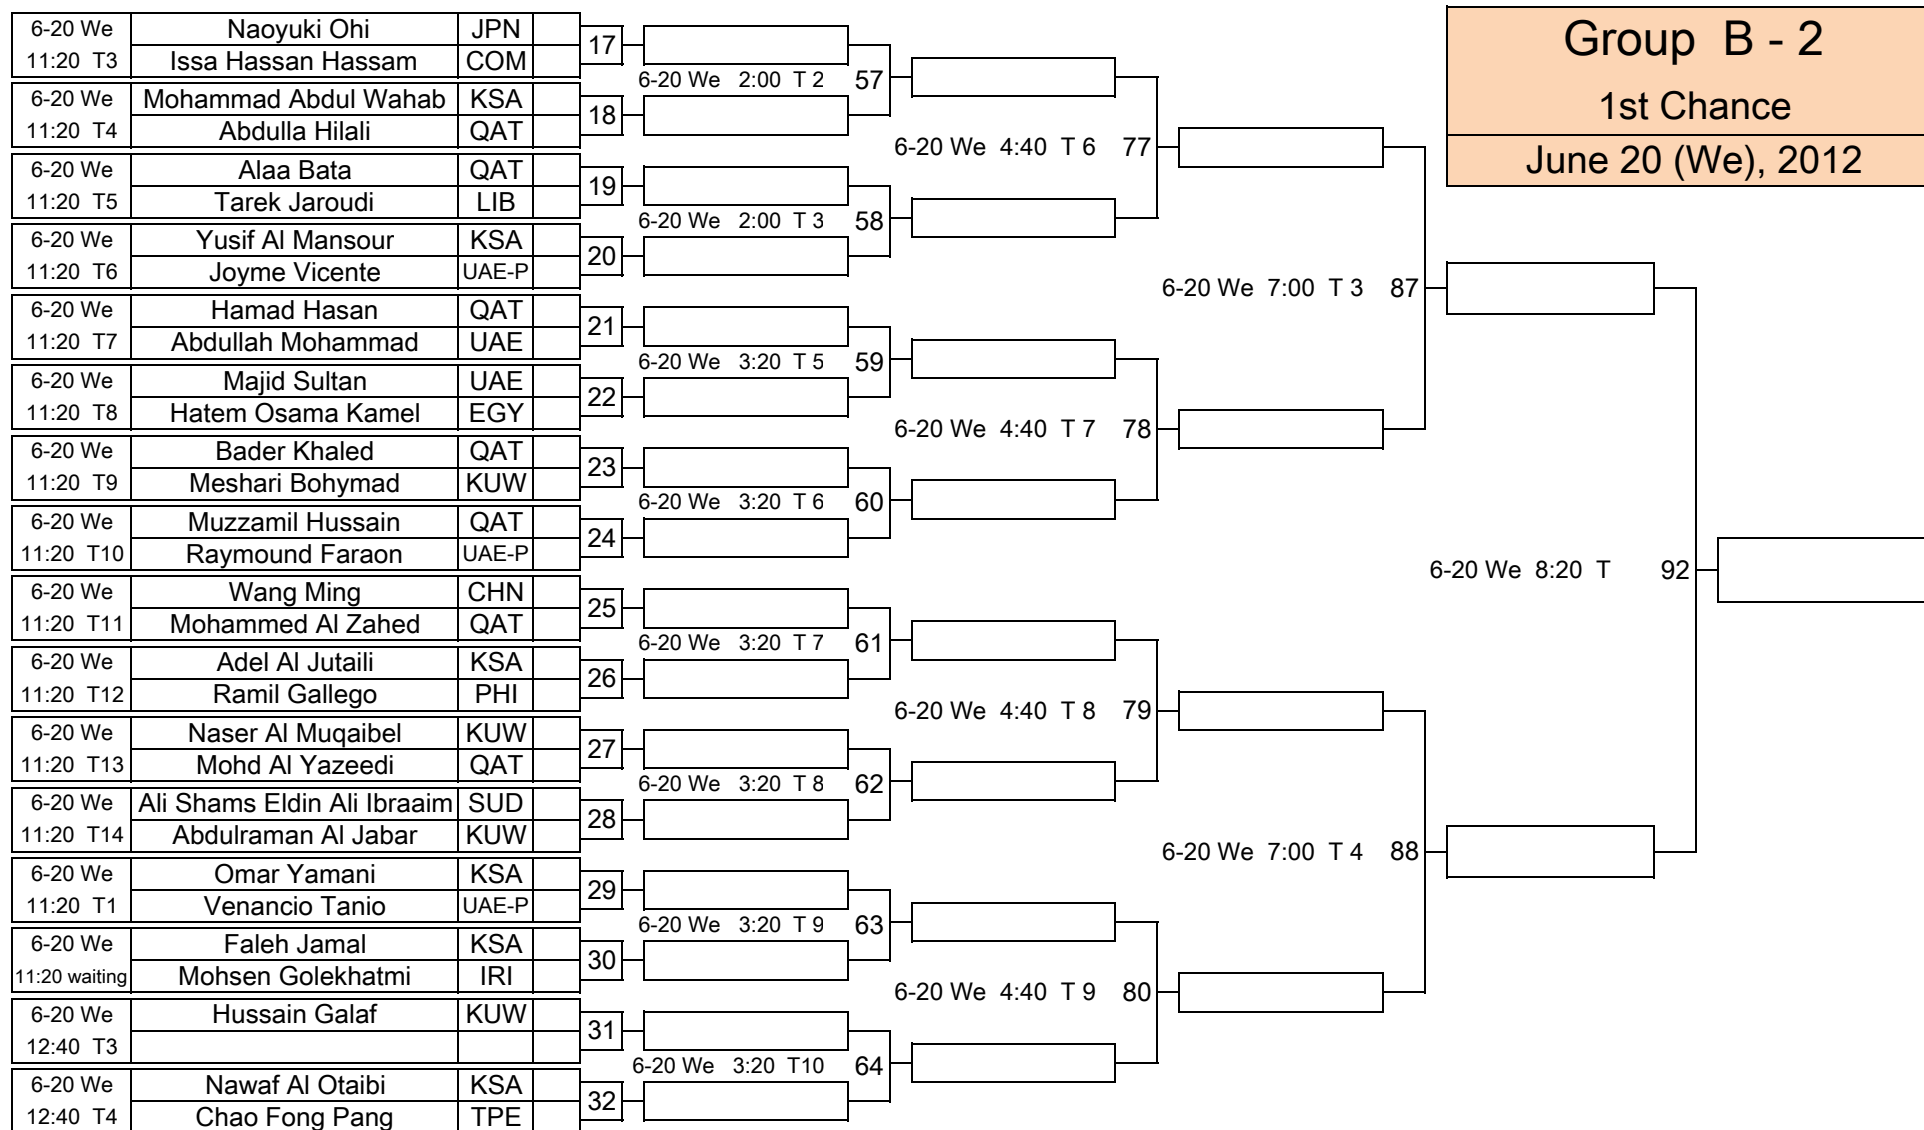 Group B - 2
1st Chance
June 20 (We), 2012
6-20 We Naoyuki Ohi JPN
11:20 T3 Issa Hassan Hassam COM
17
6-20 We 2:00 T 2 57
6-20 We Mohammad Abdul Wahab KSA
11:20 T4 Abdulla Hilali QAT
18
6-20 We 4:40 T 6 77
6-20 We Alaa Bata QAT
11:20 T5 Tarek Jaroudi LIB
19
6-20 We 2:00 T 3 58
6-20 We Yusif Al Mansour KSA
11:20 T6 Joyme Vicente UAE-P
20
6-20 We 7:00 T 3 87
6-20 We Hamad Hasan QAT
11:20 T7 Abdullah Mohammad UAE
21
6-20 We 3:20 T 5 59
6-20 We Majid Sultan UAE
11:20 T8 Hatem Osama Kamel EGY
22
6-20 We 4:40 T 7 78
6-20 We Bader Khaled QAT
11:20 T9 Meshari Bohymad KUW
23
6-20 We 3:20 T 6 60
6-20 We Muzzamil Hussain QAT
11:20 T10 Raymound Faraon UAE-P
24
6-20 We 8:20 T 92
6-20 We Wang Ming CHN
11:20 T11 Mohammed Al Zahed QAT
25
6-20 We 3:20 T 7 61
6-20 We Adel Al Jutaili KSA
11:20 T12 Ramil Gallego PHI
26
6-20 We 4:40 T 8 79
6-20 We Naser Al Muqaibel KUW
11:20 T13 Mohd Al Yazeedi QAT
27
6-20 We 3:20 T 8 62
6-20 We Ali Shams Eldin Ali Ibraaim SUD
11:20 T14 Abdulraman Al Jabar KUW
28
6-20 We 7:00 T 4 88
6-20 We Omar Yamani KSA
11:20 T1 Venancio Tanio UAE-P
29
6-20 We 3:20 T 9 63
6-20 We Faleh Jamal KSA
11:20 waiting Mohsen Golekhatmi IRI
30
6-20 We 4:40 T 9 80
6-20 We Hussain Galaf KUW
12:40 T3
31
6-20 We 3:20 T10 64
6-20 We Nawaf Al Otaibi KSA
12:40 T4 Chao Fong Pang TPE
32